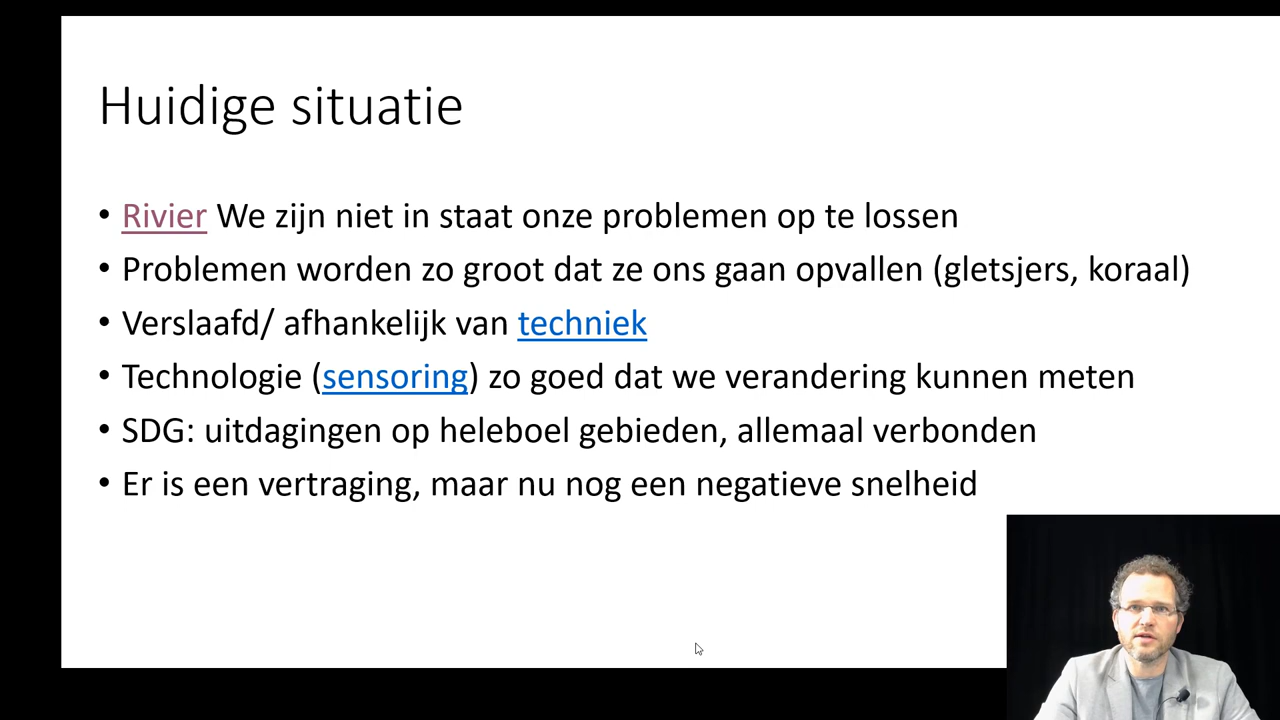 Huidige situatie
• Rivier We zijn niet in staat onze problemen op te lossen
• Problemen worden zo groot dat ze ons gaan opvallen (gletsjers, koraal)
• Verslaafd/ afhankelijk van techniek
• Technologie (sensoring) zo goed dat we verandering kunnen meten
• SDG: uitdagingen op heleboel gebieden, allemaal verbonden
• Er is een vertraging, maar nu nog een negatieve snelheid